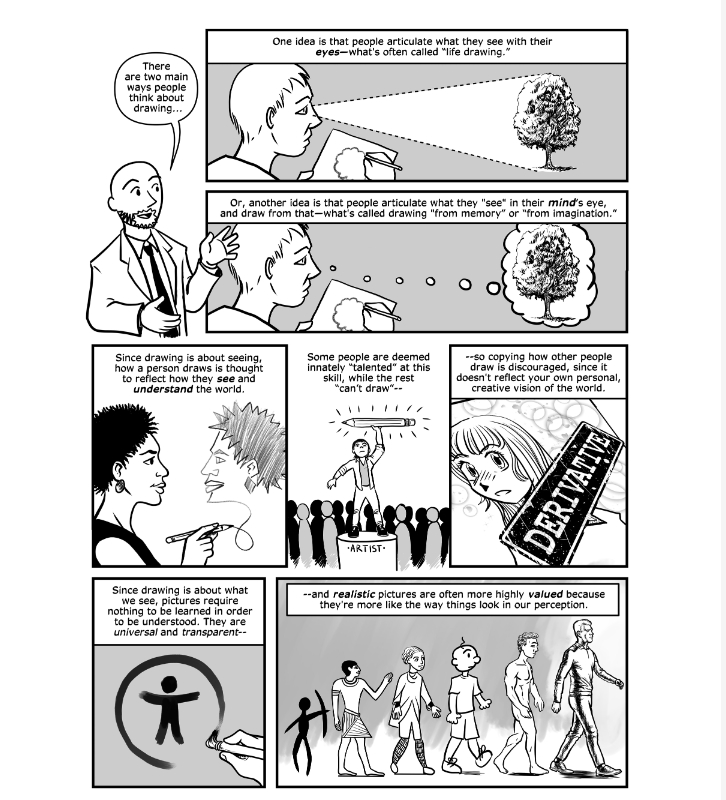 There
are two main
ways people
think about
drawing...
One idea is that people articulate what they see with their
eyes—what's often called "life drawing."
Or, another idea is that people articulate what they "see" in their mind's eye,
and draw from that—what's called drawing "from memory" or "from imagination."
Since drawing is about seeing,
how a person draws is thought
to reflect how they see and
understand the world.
Some people are deemed
innately "talented" at this
skill, while the rest
"can't draw"--
·ARTIST·
--so copying how other people
draw is discouraged, since it
doesn't reflect your own personal,
creative vision of the world.
DERIVATIVE
Since drawing is about what
we see, pictures require
nothing to be learned in order
to be understood. They are
universal and transparent--
--and realistic pictures are often more highly valued because
they're more like the way things look in our perception.